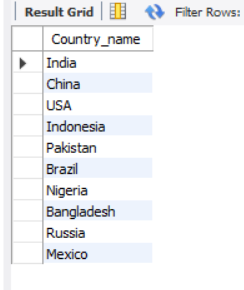 Result Grid Filter Rows:
Country_name
India
China
USA
Indonesia
Pakistan
Brazil
Nigeria
Bangladesh
Russia
Mexico